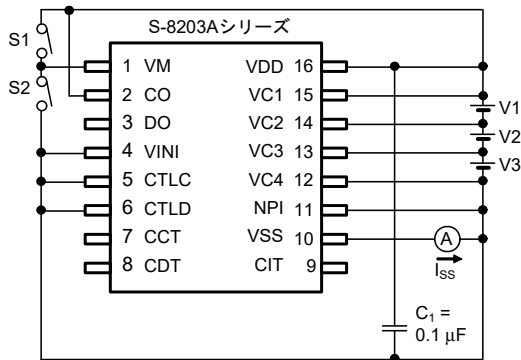 S-8203Aシリーズ
S1
S2
1 VM
2 CO
3 DO
4 VINI
5 CTLC
6 CTLD
7 CCT
8 CDT
VDD 16
VC1 15
VC2 14
VC3 13
VC4 12
NPI 11
VSS 10
CIT 9
V1
V2
V3
A
ISS
C1 =
0.1 μF